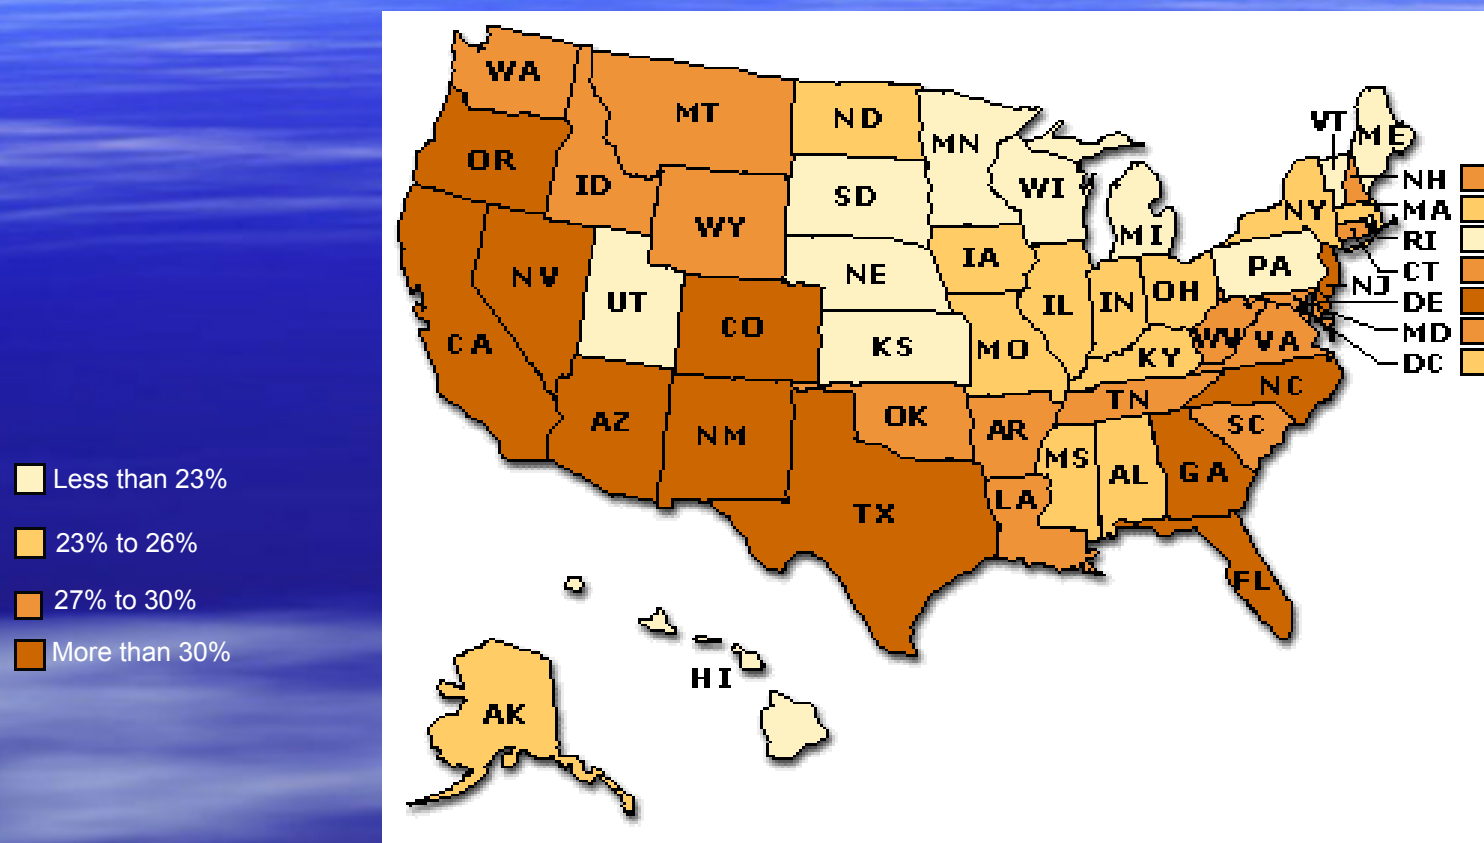 WA
MT
ND
MN
VT
ME
OR
ID
SD
WI
NH
WY
NY
MA
MI
RI
NV
UT
NE
IA
PA
NJ
CT
IL
IN
OH
DE
CA
CO
KS
MO
KY
WV
VA
MD
DC
AZ
NM
OK
AR
TN
NC
SC
MS
AL
GA
LA
TX
FL
HI
AK
Less than 23%
23% to 26%
27% to 30%
More than 30%